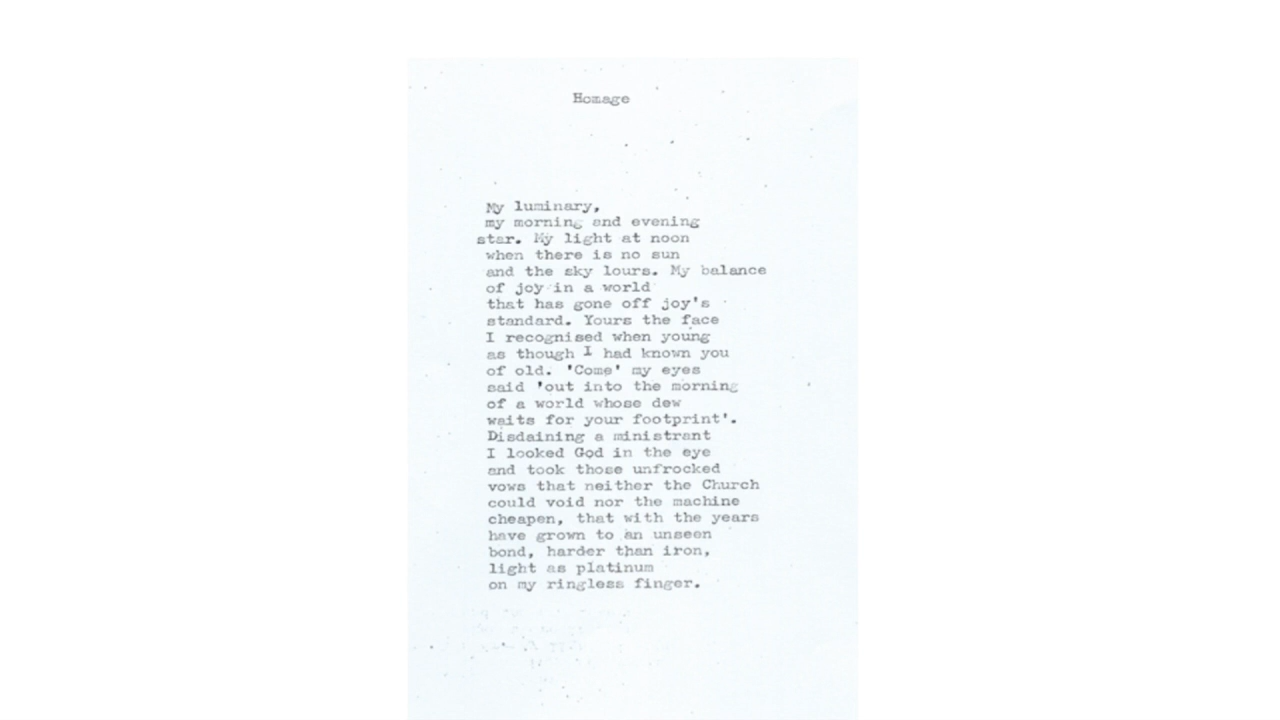 Homage
My luminary,
my morning and evening
star. My light at noon
when there is no sun
and the sky lours. My balance
of joy in a world
that has gone off joy's
standard. Yours the face
I recognised when young
as though I had known you
of old. 'Come' my eyes
said 'out into the morning
of a world whose dew
waits for your footprint'.
Disdaining a ministrant
I looked God in the eye
and took those unfrocked
vows that neither the Church
could void nor the machine
cheapen, that with the years
have grown to an unseen
bond, harder than iron,
light as platinum
on my ringless finger.